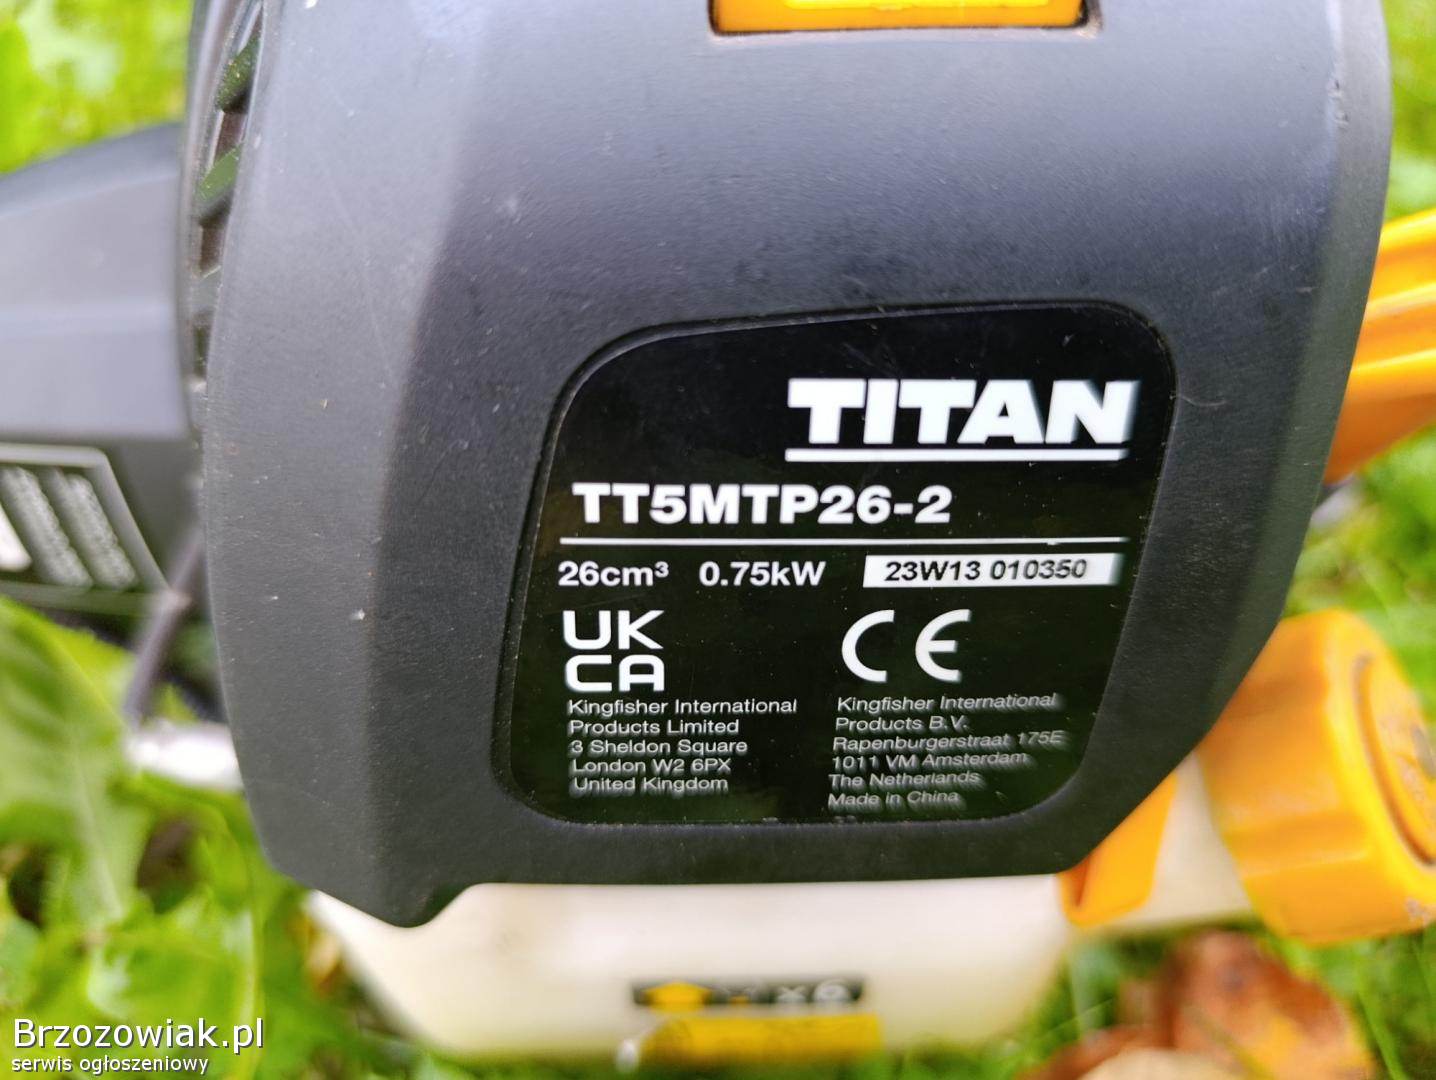 TITAN
TT5MTP26-2
26cm³ 0.75kW 23W13 010350
UK
CA
CE
Kingfisher International
Products Limited
3 Sheldon Square
London W2 6PX
United Kingdom
Kingfisher International
Products B.V.
Rapenburgerstraat 175E
1011 VM Amsterdam
The Netherlands
Made in China
Brzozowiak.pl
serwis ogłoszeniowy